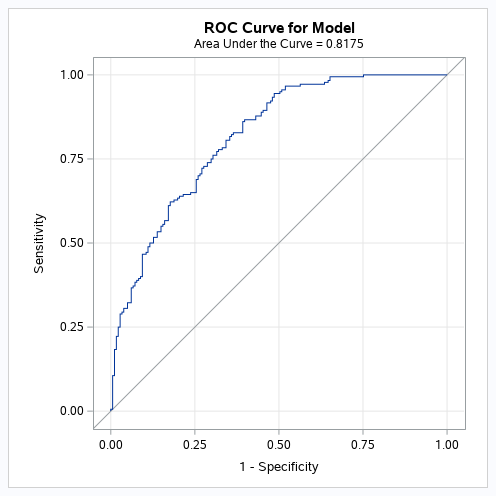 ROC Curve for Model
Area Under the Curve = 0.8175
1.00
0.75
0.50
0.25
0.00
Sensitivity
0.00 0.25 0.50 0.75 1.00
1 - Specificity